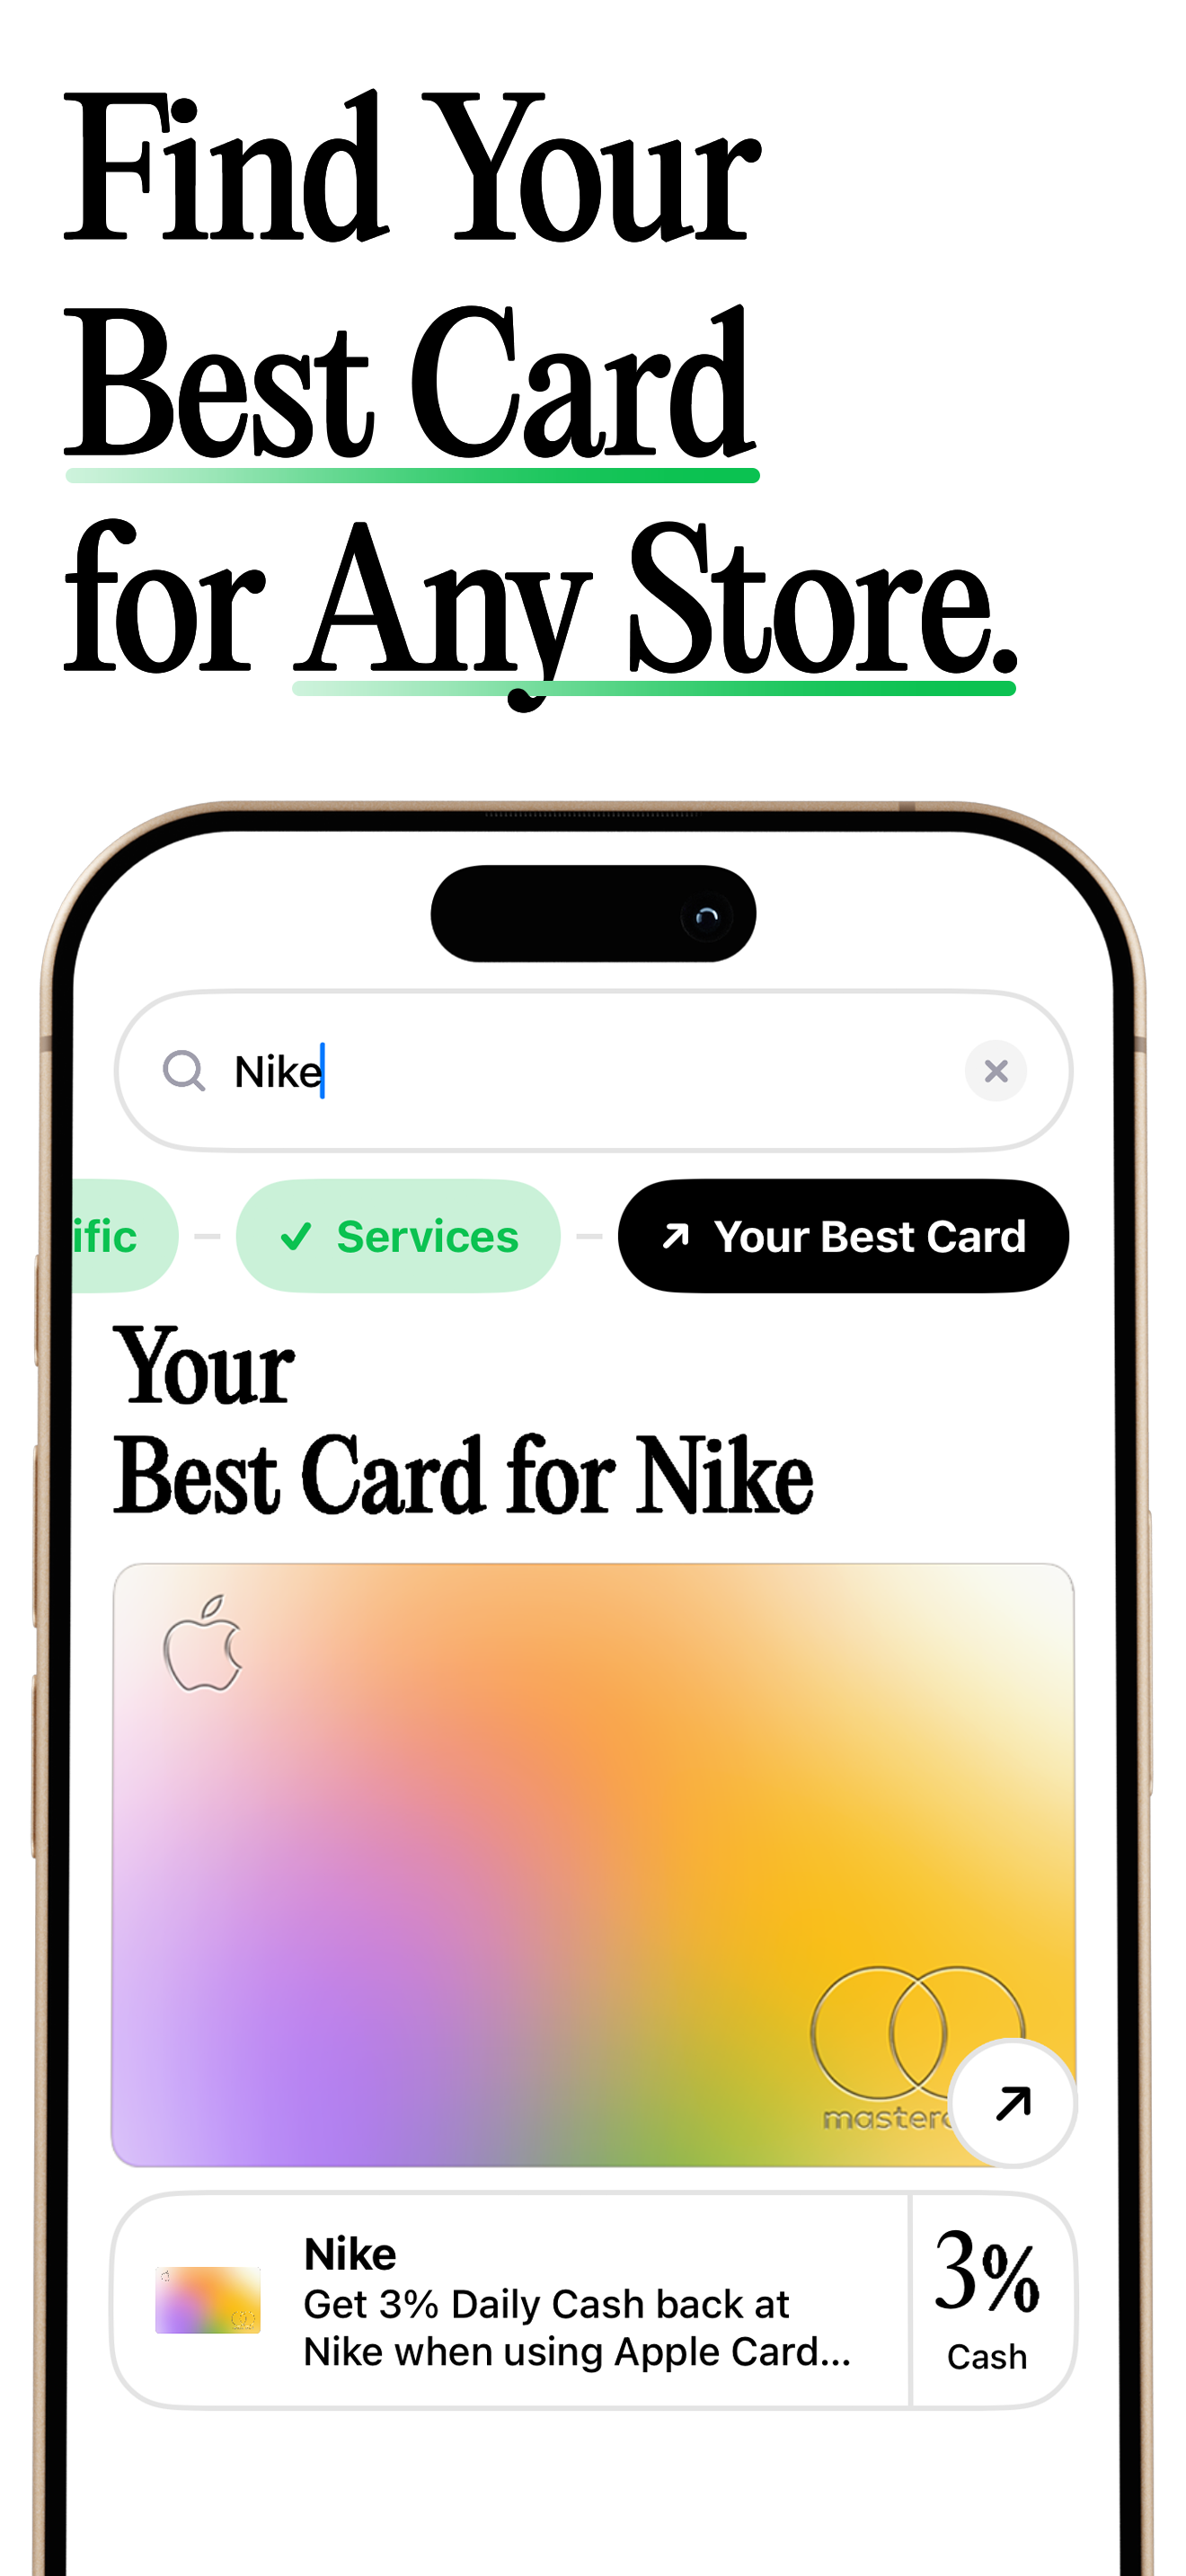 Find Your
Best Card
for Any Store.
Nike
ific
Services
Your Best Card
Your
Best Card for Nike
Nike
Get 3% Daily Cash back at
Nike when using Apple Card...
3%
Cash